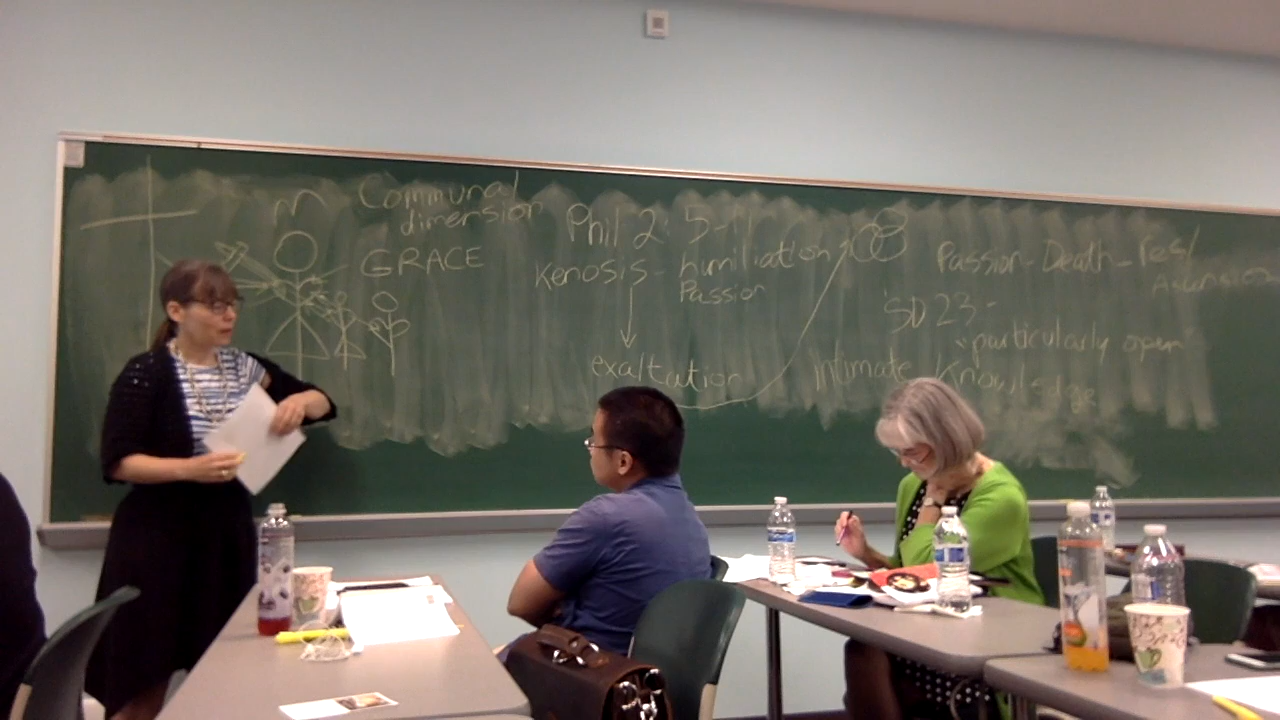 Communal
dimension
GRACE
Phil 2: 5-11
Kenosis - humiliation
Passion
exaltation
Passion - Death - Res/
Ascension
SD 23 -
"particularly open
Intimate Knowledge